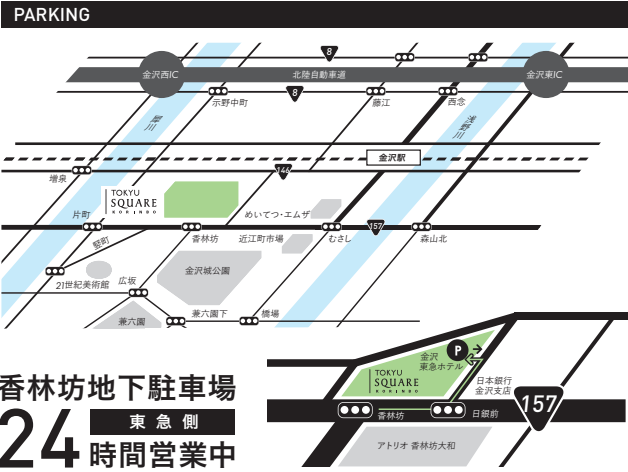 PARKING
8
金沢西IC
北陸自動車道
金沢東IC
8
示野中町
藤江
西念
犀川
浅野川
金沢駅
増泉
146
TOKYU
SQUARE
KORINBO
片町
めいてつ・エムザ
157
竪町
香林坊
近江町市場
むさし
森山北
金沢城公園
21世紀美術館
広坂
兼六園
兼六園下
橋場
P
金沢
東急ホテル
TOKYU
SQUARE
KORINBO
日本銀行
金沢支店
157
香林坊
日銀前
アトリオ 香林坊大和
香林坊地下駐車場
24
東急側
時間営業中